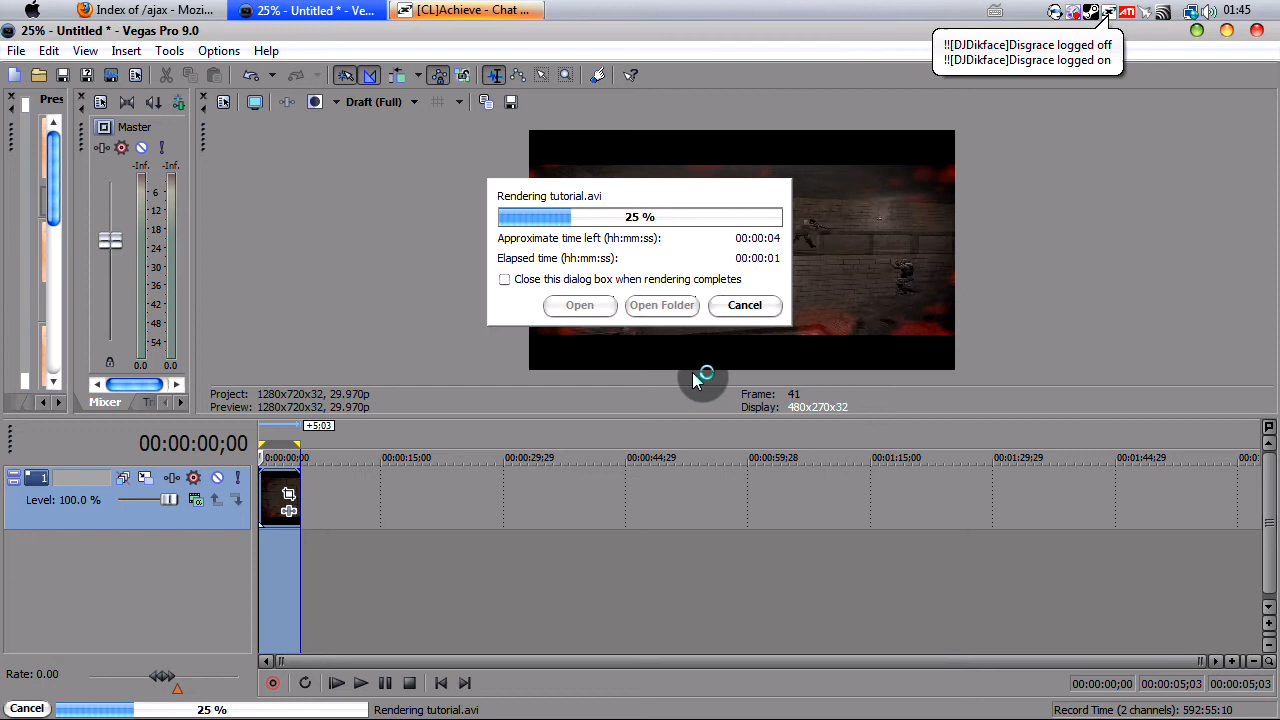 Index of /ajax - Mozi...
25% - Untitled * - Ve...
[CL]Achieve - Chat ...
ATI
01:45
25% - Untitled * - Vegas Pro 9.0
!![DJDikface]Disgrace logged off
!![DJDikface]Disgrace logged on
File
Edit
View
Insert
Tools
Options
Help
Pres
Master
Draft (Full)
-Inf.
-Inf.
6
12
18
24
30
36
42
48
54
0.0
0.0
Mixer
Tr
Rendering tutorial.avi
25 %
Approximate time left (hh:mm:ss):
00:00:04
Elapsed time (hh:mm:ss):
00:00:01
Close this dialog box when rendering completes
Open
Open Folder
Cancel
Project: 1280x720x32, 29.970p
Preview: 1280x720x32, 29.970p
Frame: 41
Display: 480x270x32
+5;03
00:00:00;00
00:00:00;00
00:00:15;00
00:00:29;29
00:00:44;29
00:00:59;28
00:01:15;00
00:01:29;29
00:01:44;29
00:0
1
Level: 100.0 %
Rate: 0.00
00:00:00;00
00:00:05;03
00:00:05;03
Cancel
25 %
Rendering tutorial.avi
Record Time (2 channels): 592:55:10